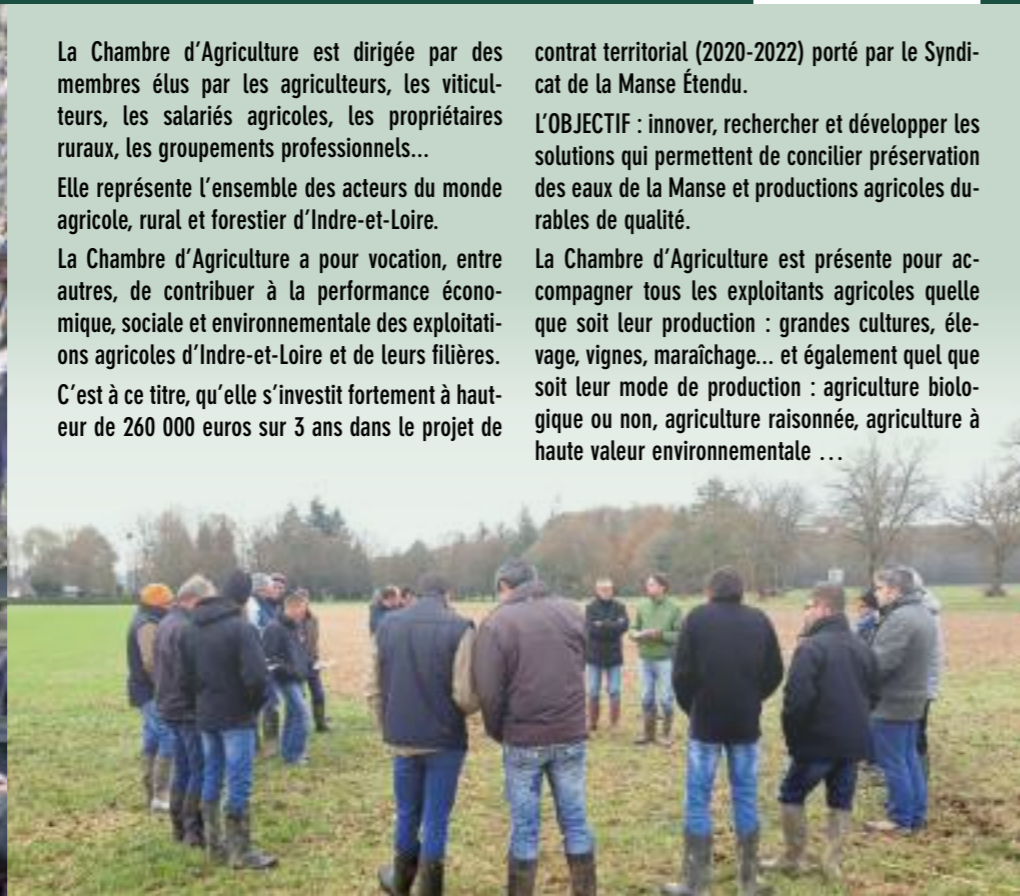 La Chambre d'Agriculture est dirigée par des
membres élus par les agriculteurs, les viticul-
teurs, les salariés agricoles, les propriétaires
ruraux, les groupements professionnels...
Elle représente l'ensemble des acteurs du monde
agricole, rural et forestier d'Indre-et-Loire.
La Chambre d'Agriculture a pour vocation, entre
autres, de contribuer à la performance écono-
mique, sociale et environnementale des exploitati-
ons agricoles d'Indre-et-Loire et de leurs filières.
C'est à ce titre, qu'elle s'investit fortement à haut-
eur de 260 000 euros sur 3 ans dans le projet de
contrat territorial (2020-2022) porté par le Syndi-
cat de la Manse Étendu.
L'OBJECTIF : innover, rechercher et développer les
solutions qui permettent de concilier préservation
des eaux de la Manse et productions agricoles du-
rables de qualité.
La Chambre d'Agriculture est présente pour ac-
compagner tous les exploitants agricoles quelle
que soit leur production : grandes cultures, éle-
vage, vignes, maraîchage... et également quel que
soit leur mode de production : agriculture biolo-
gique ou non, agriculture raisonnée, agriculture à
haute valeur environnementale ...